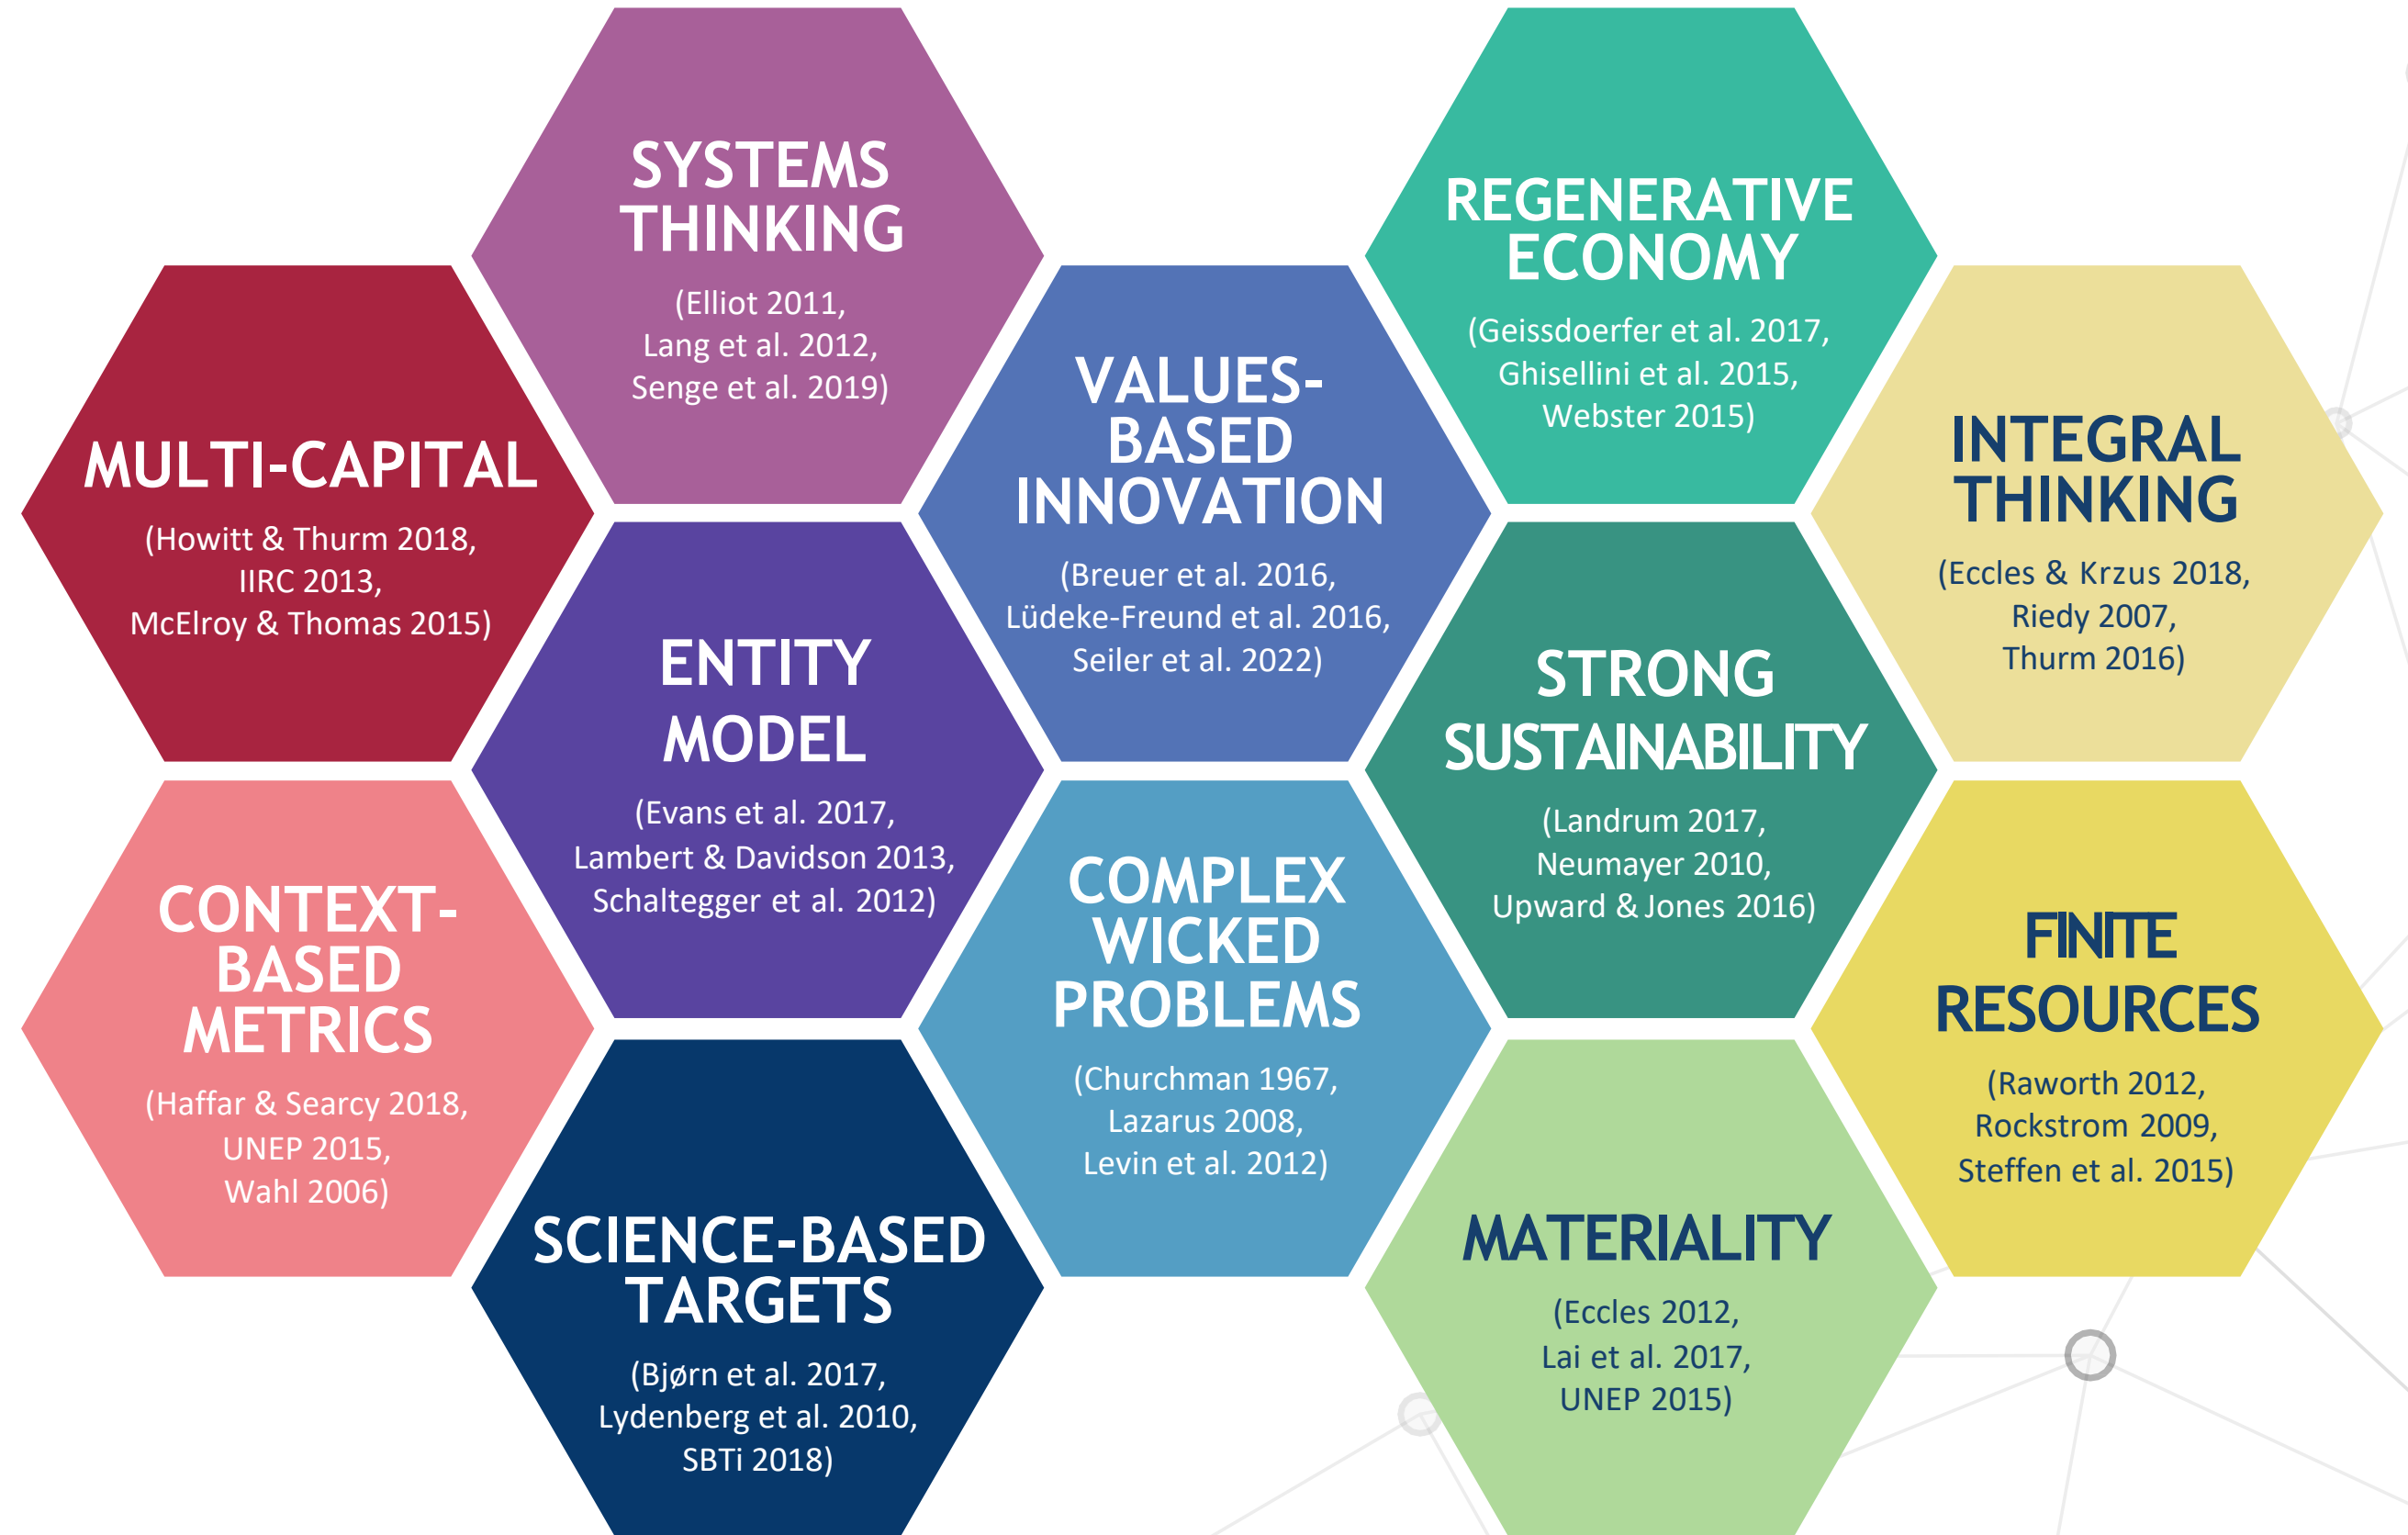 SYSTEMS
THINKING
(Elliot 2011,
Lang et al. 2012,
Senge et al. 2019)
REGENERATIVE
ECONOMY
(Geissdoerfer et al. 2017,
Ghisellini et al. 2015,
Webster 2015)
MULTI-CAPITAL
(Howitt & Thurm 2018,
IIRC 2013,
McElroy & Thomas 2015)
VALUES-
BASED
INNOVATION
(Breuer et al. 2016,
Lüdeke-Freund et al. 2016,
Seiler et al. 2022)
INTEGRAL
THINKING
(Eccles & Krzus 2018,
Riedy 2007,
Thurm 2016)
ENTITY
MODEL
(Evans et al. 2017,
Lambert & Davidson 2013,
Schaltegger et al. 2012)
STRONG
SUSTAINABILITY
(Landrum 2017,
Neumayer 2010,
Upward & Jones 2016)
CONTEXT-
BASED
METRICS
(Haffar & Searcy 2018,
UNEP 2015,
Wahl 2006)
COMPLEX
WICKED
PROBLEMS
(Churchman 1967,
Lazarus 2008,
Levin et al. 2012)
FINITE
RESOURCES
(Raworth 2012,
Rockstrom 2009,
Steffen et al. 2015)
SCIENCE-BASED
TARGETS
(Bjørn et al. 2017,
Lydenberg et al. 2010,
SBTi 2018)
MATERIALITY
(Eccles 2012,
Lai et al. 2017,
UNEP 2015)